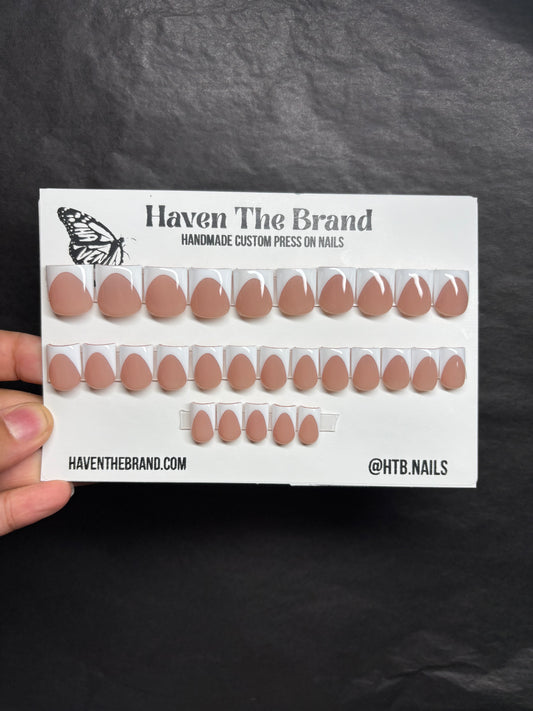 Haven The Brand
HANDMADE CUSTOM PRESS ON NAILS
HAVENTHEBRAND.COM
@HTB.NAILS